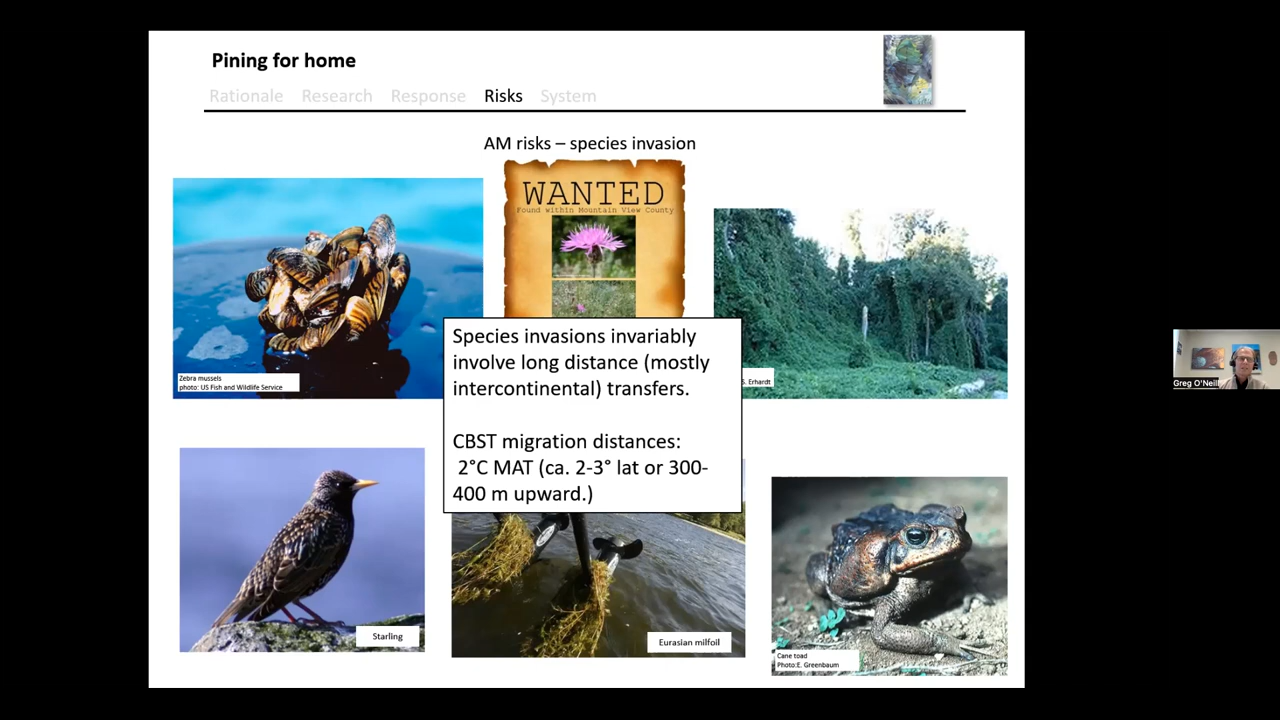 Pining for home
Rationale Research Response Risks System
AM risks – species invasion
WANTED
Found within Mountain View County
Zebra mussels
photo: US Fish and Wildlife Service
S. Erhardt
Species invasions invariably
involve long distance (mostly
intercontinental) transfers.
CBST migration distances:
2°C MAT (ca. 2-3° lat or 300-
400 m upward.)
Starling
Eurasian milfoil
Cane toad
Photo:E. Greenbaum
Greg O'Neill